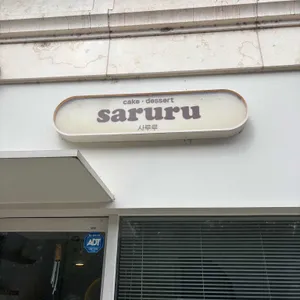 cake · dessert
saruru
사루루
ADT